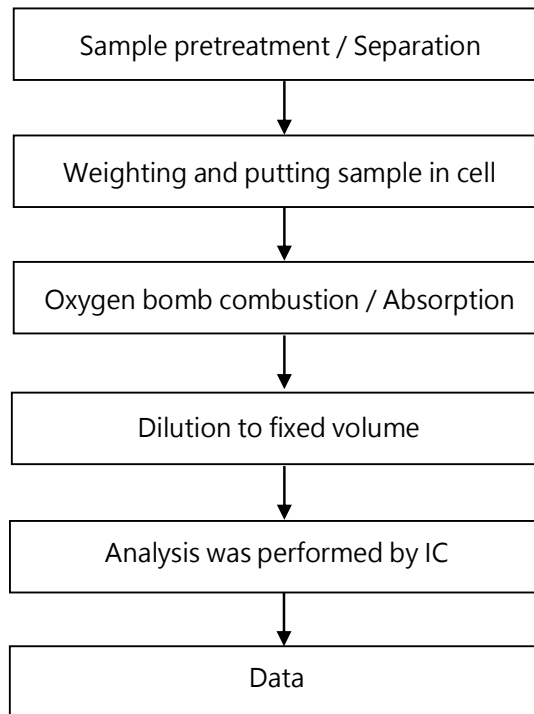 Sample pretreatment / Separation
Weighting and putting sample in cell
Oxygen bomb combustion / Absorption
Dilution to fixed volume
Analysis was performed by IC
Data